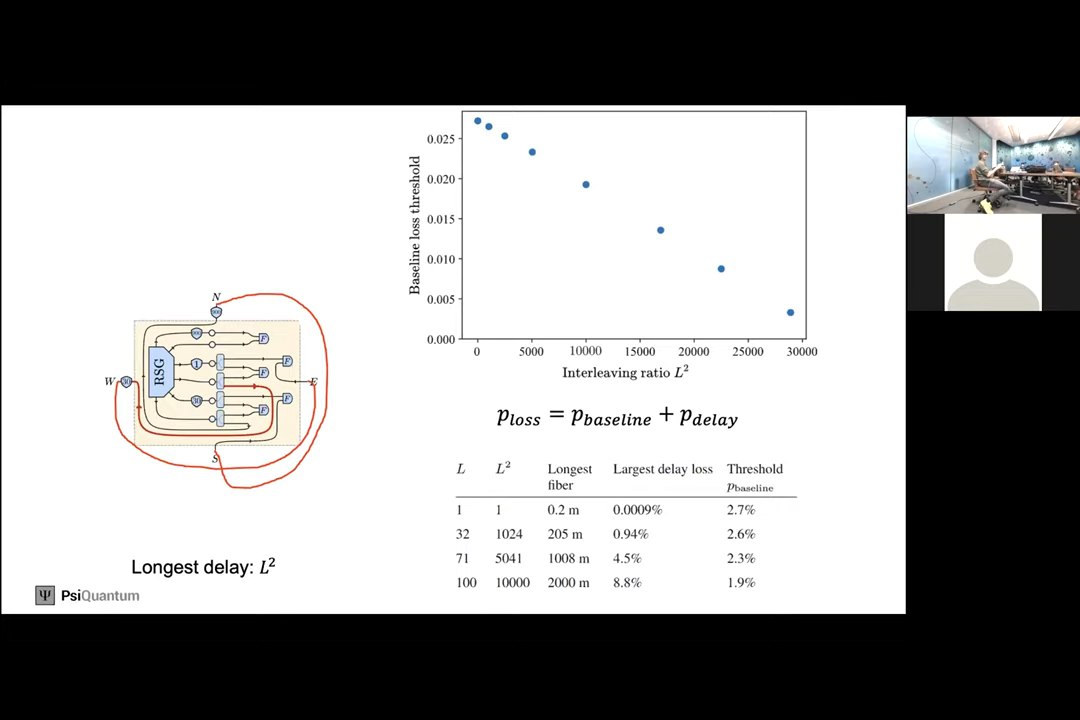 N
W
E
S
RSG
1
F
F
F
F
F
Longest delay: L²
Ψ PsiQuantum
Baseline loss threshold
0.025
0.020
0.015
0.010
0.005
0.000
0 5000 10000 15000 20000 25000 30000
Interleaving ratio L²
p_loss = p_baseline + p_delay
L L² Longest fiber Largest delay loss Threshold p_baseline
1 1 0.2 m 0.0009% 2.7%
32 1024 205 m 0.94% 2.6%
71 5041 1008 m 4.5% 2.3%
100 10000 2000 m 8.8% 1.9%